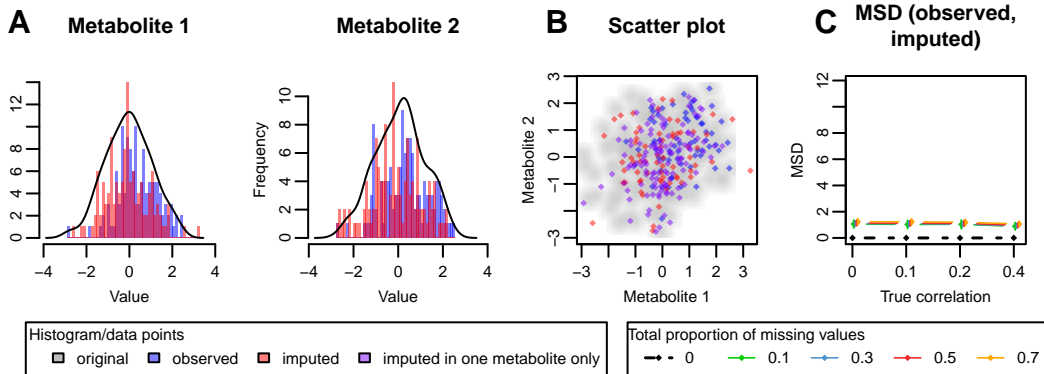 A
Metabolite 1
Metabolite 2
B
Scatter plot
C
MSD (observed,
imputed)
0
2
4
6
8
12
−4
−2
0
2
4
Value
Frequency
0
2
4
6
8
10
−4
−2
0
2
4
Value
Metabolite 2
−3
−1
0
1
2
3
−3
−1
0
1
2
3
Metabolite 1
MSD
0
2
4
6
8
12
0
0.1
0.2
0.4
True correlation
Histogram/data points
original
observed
imputed
imputed in one metabolite only
Total proportion of missing values
0
0.1
0.3
0.5
0.7